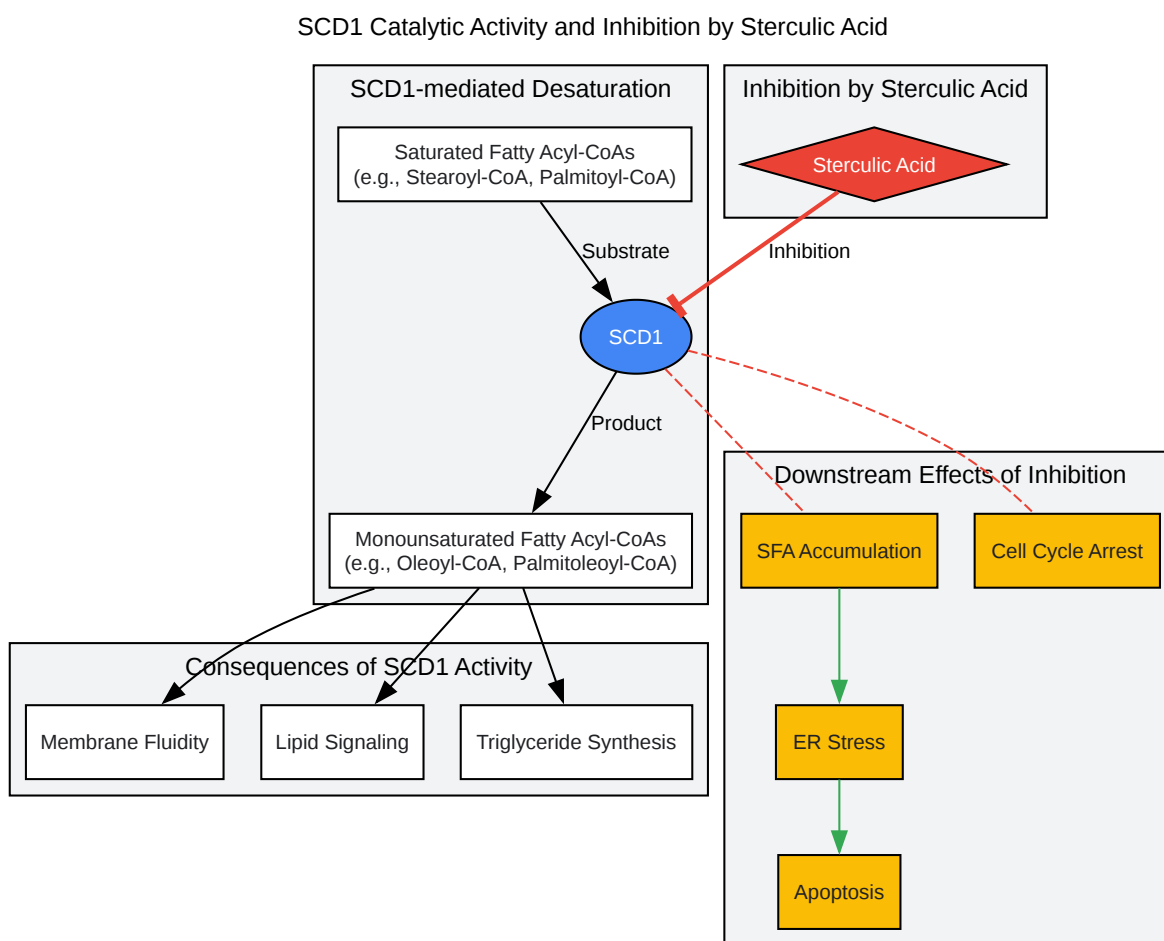 SCD1 Catalytic Activity and Inhibition by Sterculic Acid
SCD1-mediated Desaturation
Saturated Fatty Acyl-CoAs
(e.g., Stearoyl-CoA, Palmitoyl-CoA)
Substrate
SCD1
Product
Monounsaturated Fatty Acyl-CoAs
(e.g., Oleoyl-CoA, Palmitoleoyl-CoA)
Inhibition by Sterculic Acid
Sterculic Acid
Inhibition
Consequences of SCD1 Activity
Membrane Fluidity
Lipid Signaling
Triglyceride Synthesis
Downstream Effects of Inhibition
SFA Accumulation
Cell Cycle Arrest
ER Stress
Apoptosis